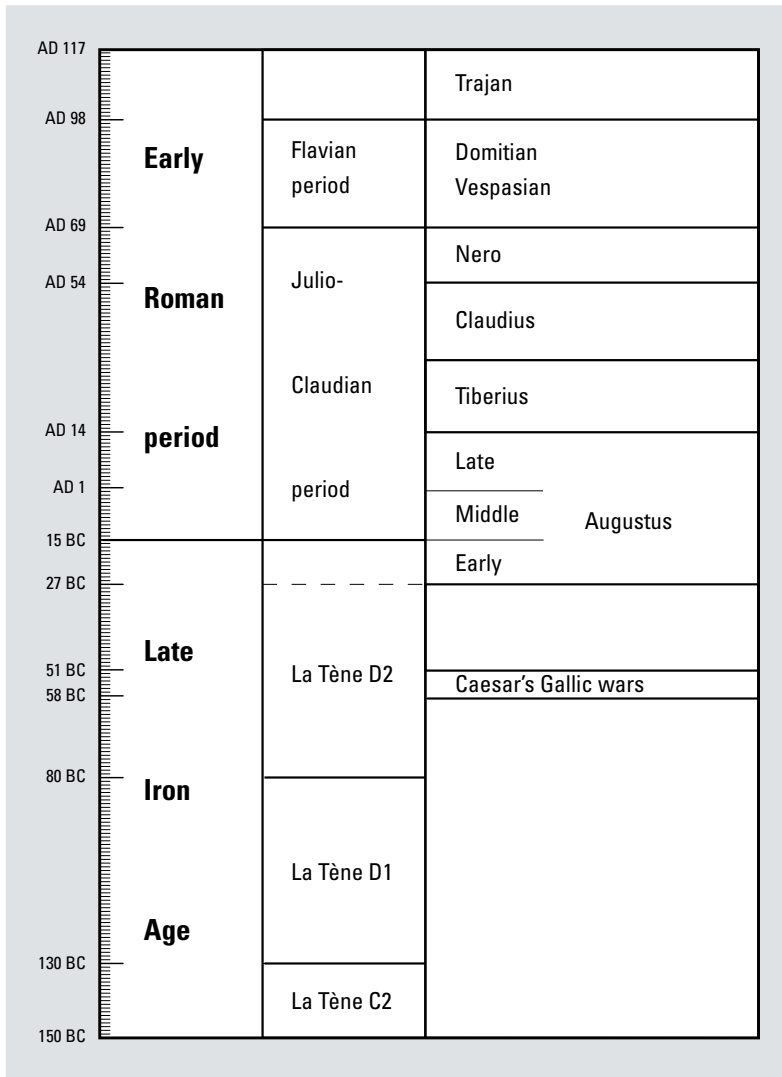 AD 117
Trajan
AD 98
Early
Flavian
period
Domitian
Vespasian
AD 69
Nero
AD 54
Roman
Julio-
Claudius
Claudian
Tiberius
AD 14
period
Late
AD 1
period
Middle
Augustus
15 BC
Early
27 BC
Late
51 BC
La Tène D2
Caesar's Gallic wars
58 BC
80 BC
Iron
La Tène D1
Age
130 BC
La Tène C2
150 BC